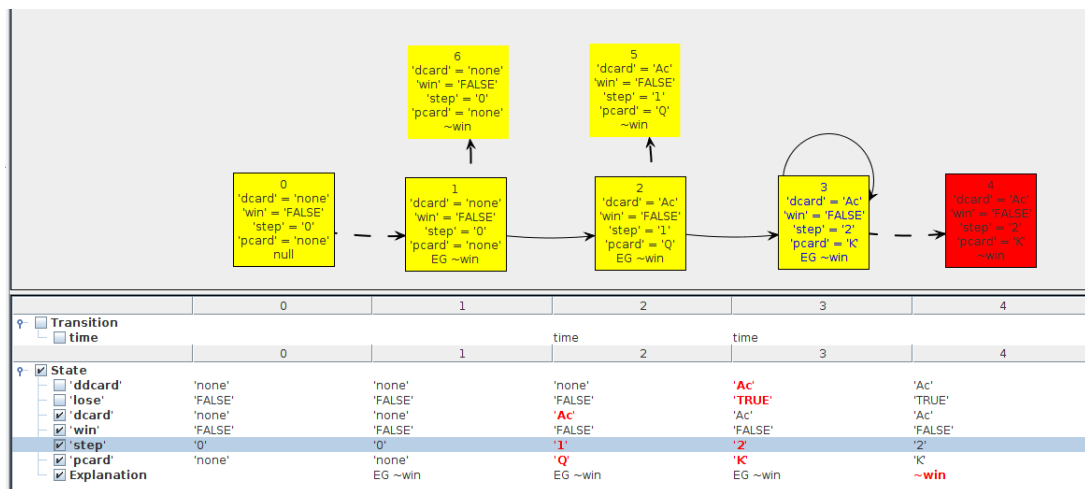 6
'dcard' = 'none'
'win' = 'FALSE'
'step' = '0'
'pcard' = 'none'
~win
5
'dcard' = 'Ac'
'win' = 'FALSE'
'step' = '1'
'pcard' = 'Q'
~win
0
'dcard' = 'none'
'win' = 'FALSE'
'step' = '0'
'pcard' = 'none'
null
1
'dcard' = 'none'
'win' = 'FALSE'
'step' = '0'
'pcard' = 'none'
EG ~win
2
'dcard' = 'Ac'
'win' = 'FALSE'
'step' = '1'
'pcard' = 'Q'
EG ~win
3
'dcard' = 'Ac'
'win' = 'FALSE'
'step' = '2'
'pcard' = 'K'
EG ~win
4
'dcard' = 'Ac'
'win' = 'FALSE'
'step' = '2'
'pcard' = 'K'
~win
0 1 2 3 4
Transition
time time time
0 1 2 3 4
State
'ddcard' 'none' 'none' 'none' 'Ac' 'Ac'
'lose' 'FALSE' 'FALSE' 'FALSE' 'TRUE' 'TRUE'
'dcard' 'none' 'none' 'Ac' 'Ac' 'Ac'
'win' 'FALSE' 'FALSE' 'FALSE' 'FALSE' 'FALSE'
'step' '0' '0' '1' '2' '2'
'pcard' 'none' 'none' 'Q' 'K' 'K'
Explanation EG ~win EG ~win EG ~win ~win